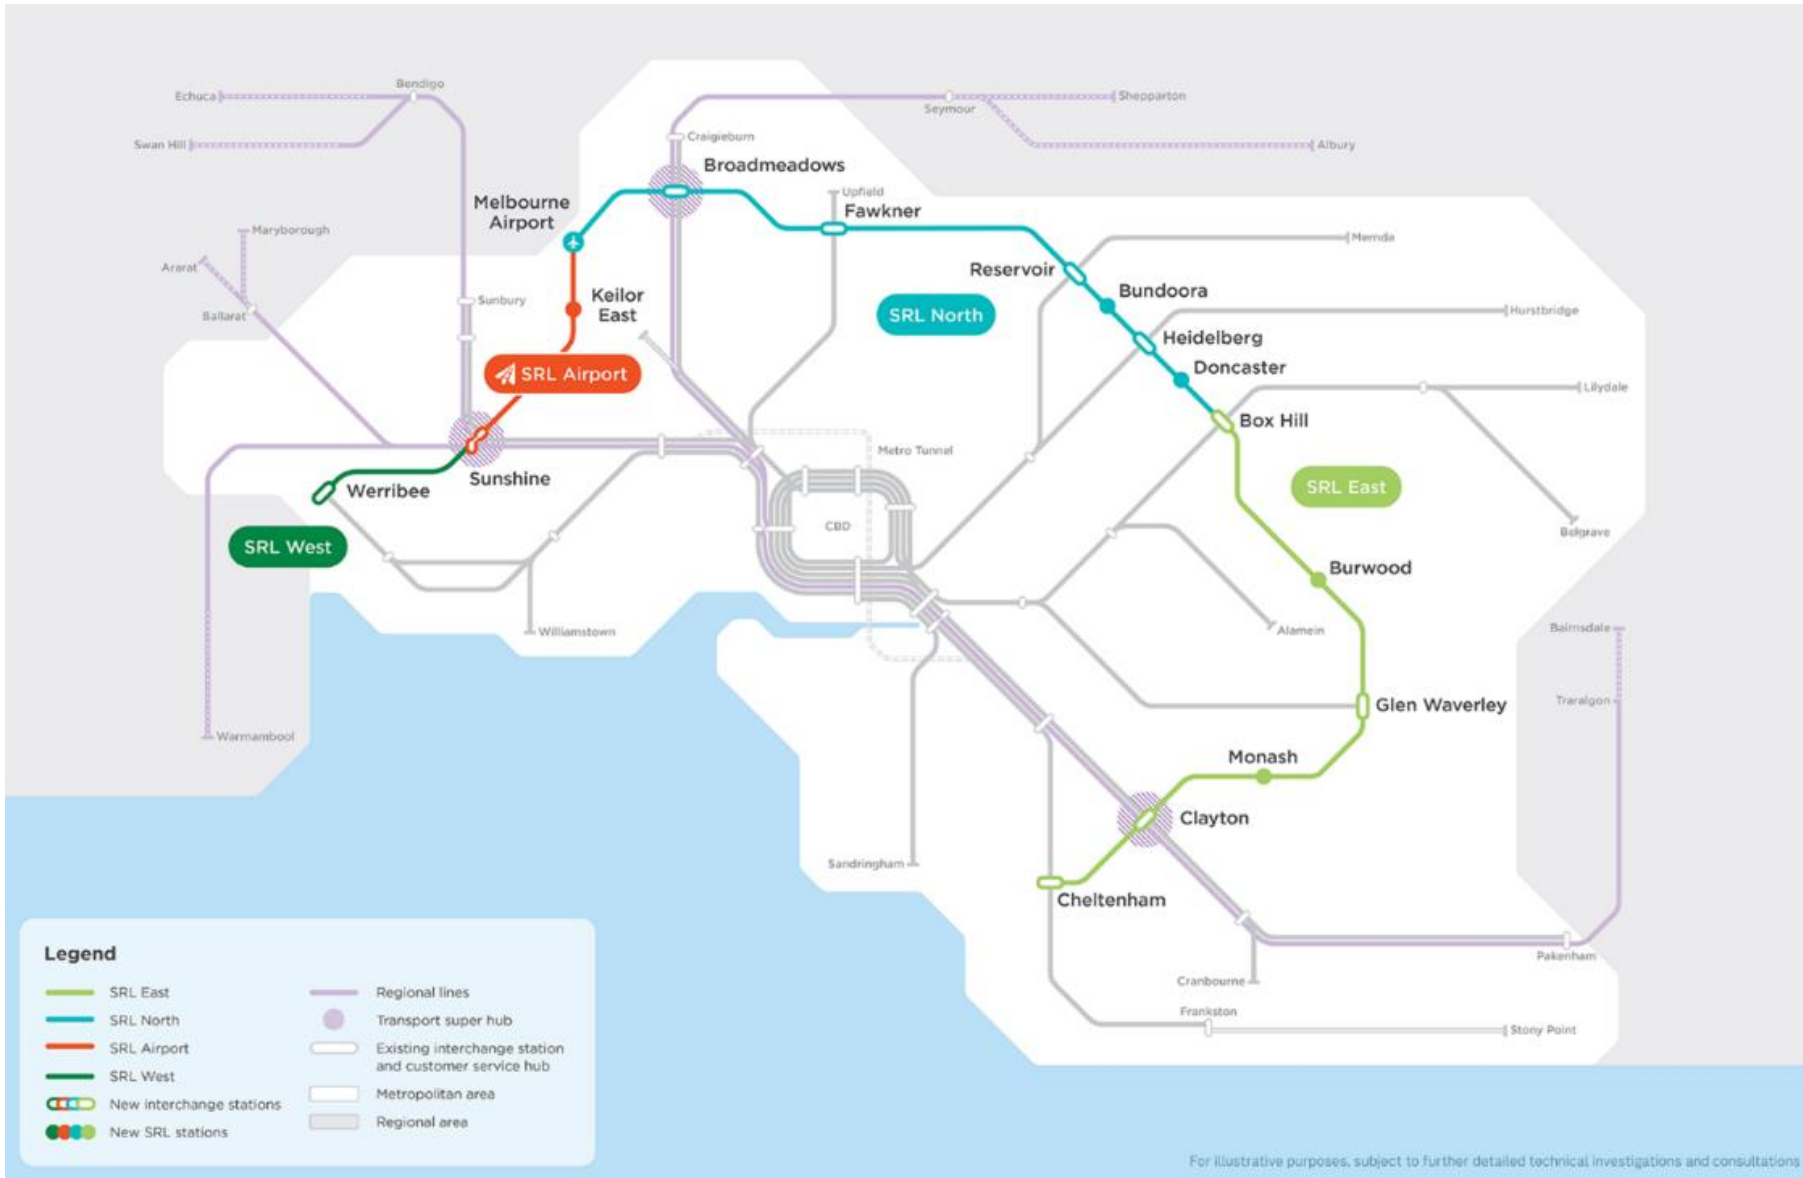 Echuca
Bendigo
Swan Hill
Seymour
Shepparton
Albury
Craigieburn
Broadmeadows
Melbourne
Airport
Upfield
Fawkner
Maryborough
Ararat
Ballarat
Sunbury
Keilor
East
SRL North
Reservoir
Mernda
Bundoora
Hurstbridge
Heidelberg
Doncaster
SRL Airport
Lilydale
Box Hill
Metro Tunnel
Sunshine
Werribee
SRL East
CBD
Belgrave
SRL West
Burwood
Williamstown
Alamein
Bairnsdale
Traralgon
Glen Waverley
Warrnambool
Monash
Clayton
Sandringham
Cheltenham
Pakenham
Cranbourne
Frankston
Stony Point
Legend
SRL East
SRL North
SRL Airport
SRL West
New interchange stations
New SRL stations
Regional lines
Transport super hub
Existing interchange station
and customer service hub
Metropolitan area
Regional area
For illustrative purposes, subject to further detailed technical investigations and consultations